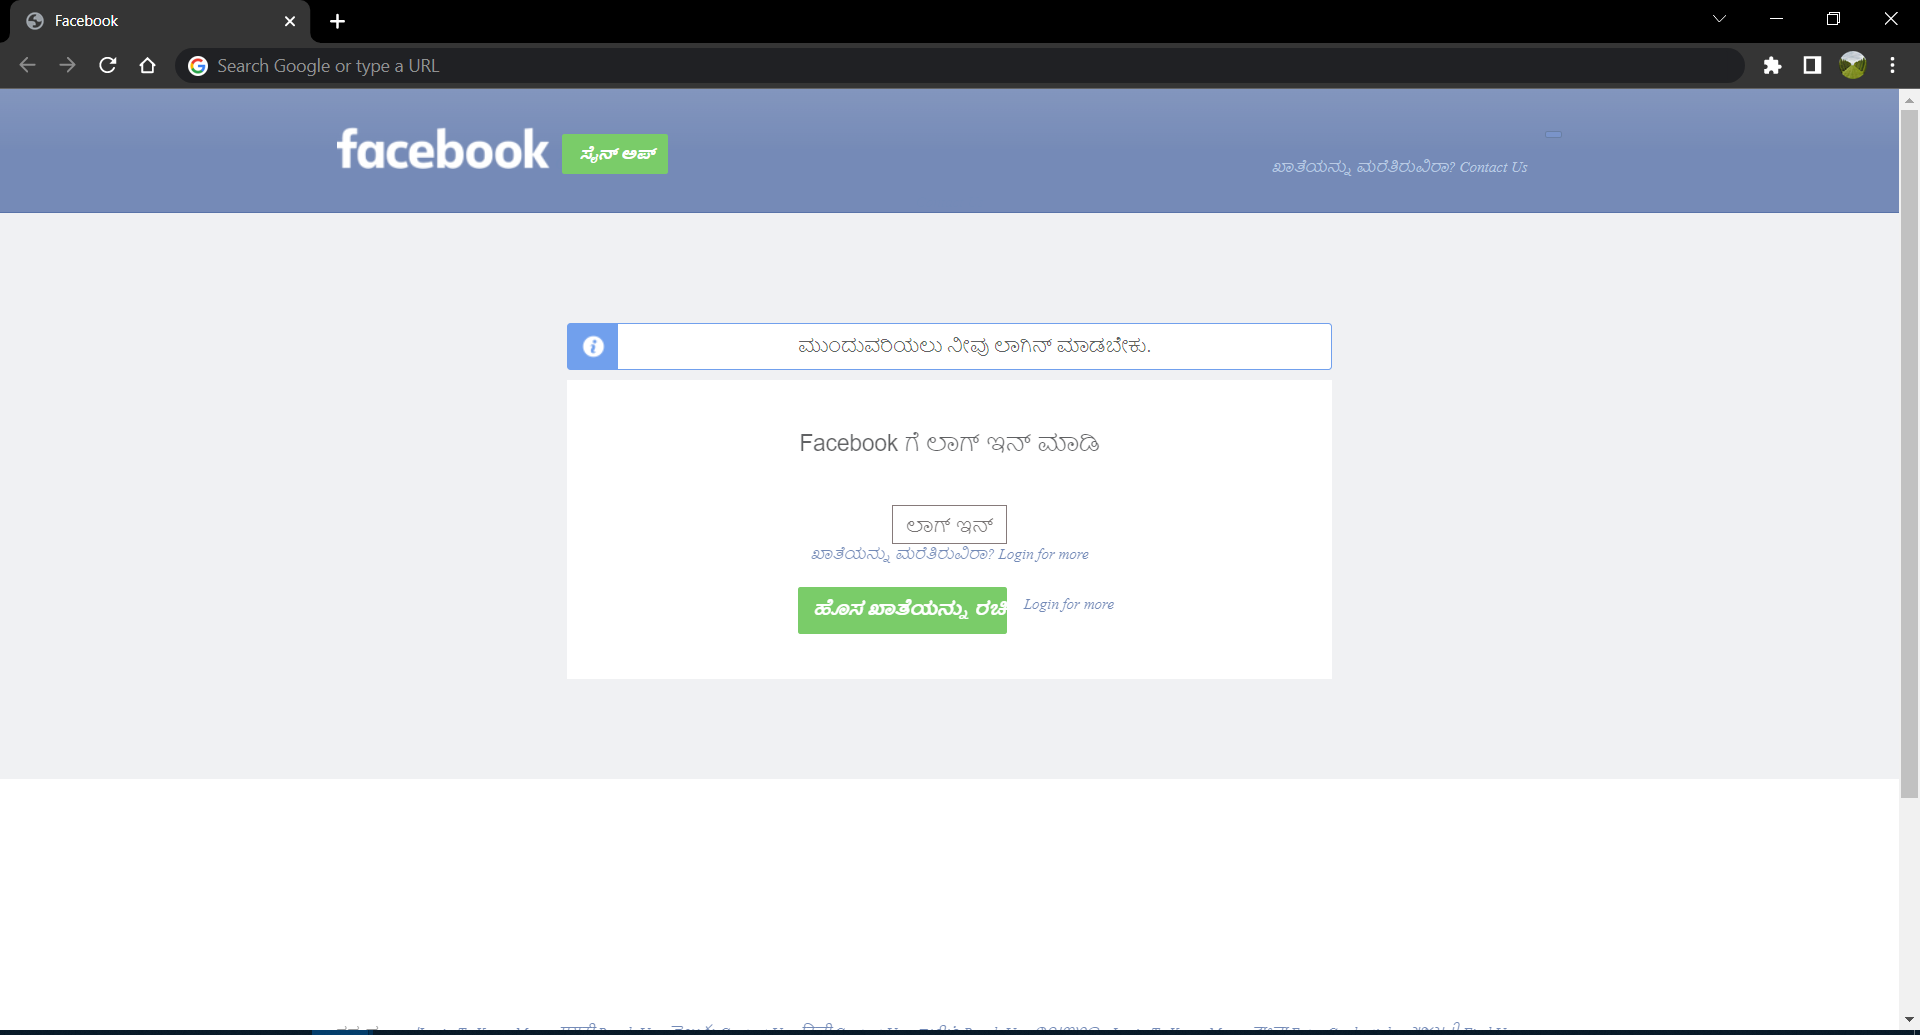 Facebook
Search Google or type a URL
facebook ಸೈನ್ ಅಪ್
ಖಾತೆಯನ್ನು ಮರೆತಿರುವಿರಾ? Contact Us
ಮುಂದುವರಿಯಲು ನೀವು ಲಾಗಿನ್ ಮಾಡಬೇಕು.
Facebook ಗೆ ಲಾಗ್ ಇನ್ ಮಾಡಿ
ಲಾಗ್ ಇನ್
ಖಾತೆಯನ್ನು ಮರೆತಿರುವಿರಾ? Login for more
ಹೊಸ ಖಾತೆಯನ್ನು ರಚಿ Login for more